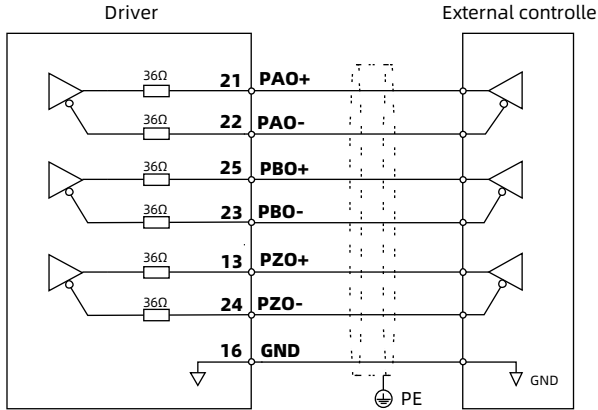 Driver
External controlle
36Ω
21 PAO+
36Ω
22 PAO-
36Ω
25 PBO+
36Ω
23 PBO-
36Ω
13 PZO+
36Ω
24 PZO-
16 GND
GND
PE